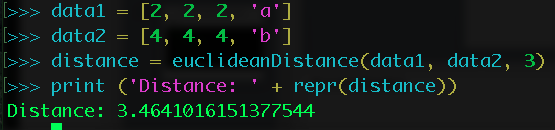 >>> data1 = [2, 2, 2, 'a']
>>> data2 = [4, 4, 4, 'b']
>>> distance = euclideanDistance(data1, data2, 3)
>>> print ('Distance: ' + repr(distance))
Distance: 3.4641016151377544